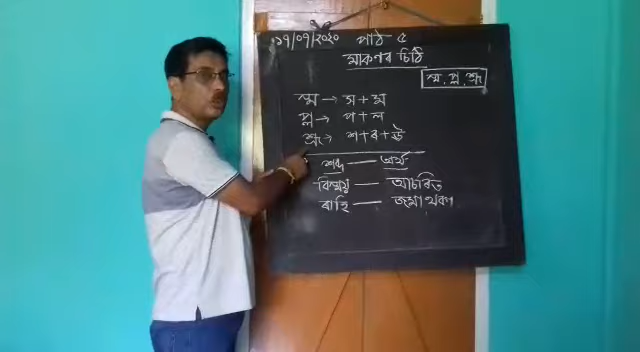 ১৭/০৭/২০২০ পাঠ ৫
মাকণৰ চিঠি
স্ম, প্ল, শ্ৰূ
স্ম → স + ম
প্ল → প + ল
শ্ৰূ → শ + ৰ + ঊ
শব্দ — অৰ্থ
বিস্ময় — আচৰিত
ৰাহি — জমা থকা